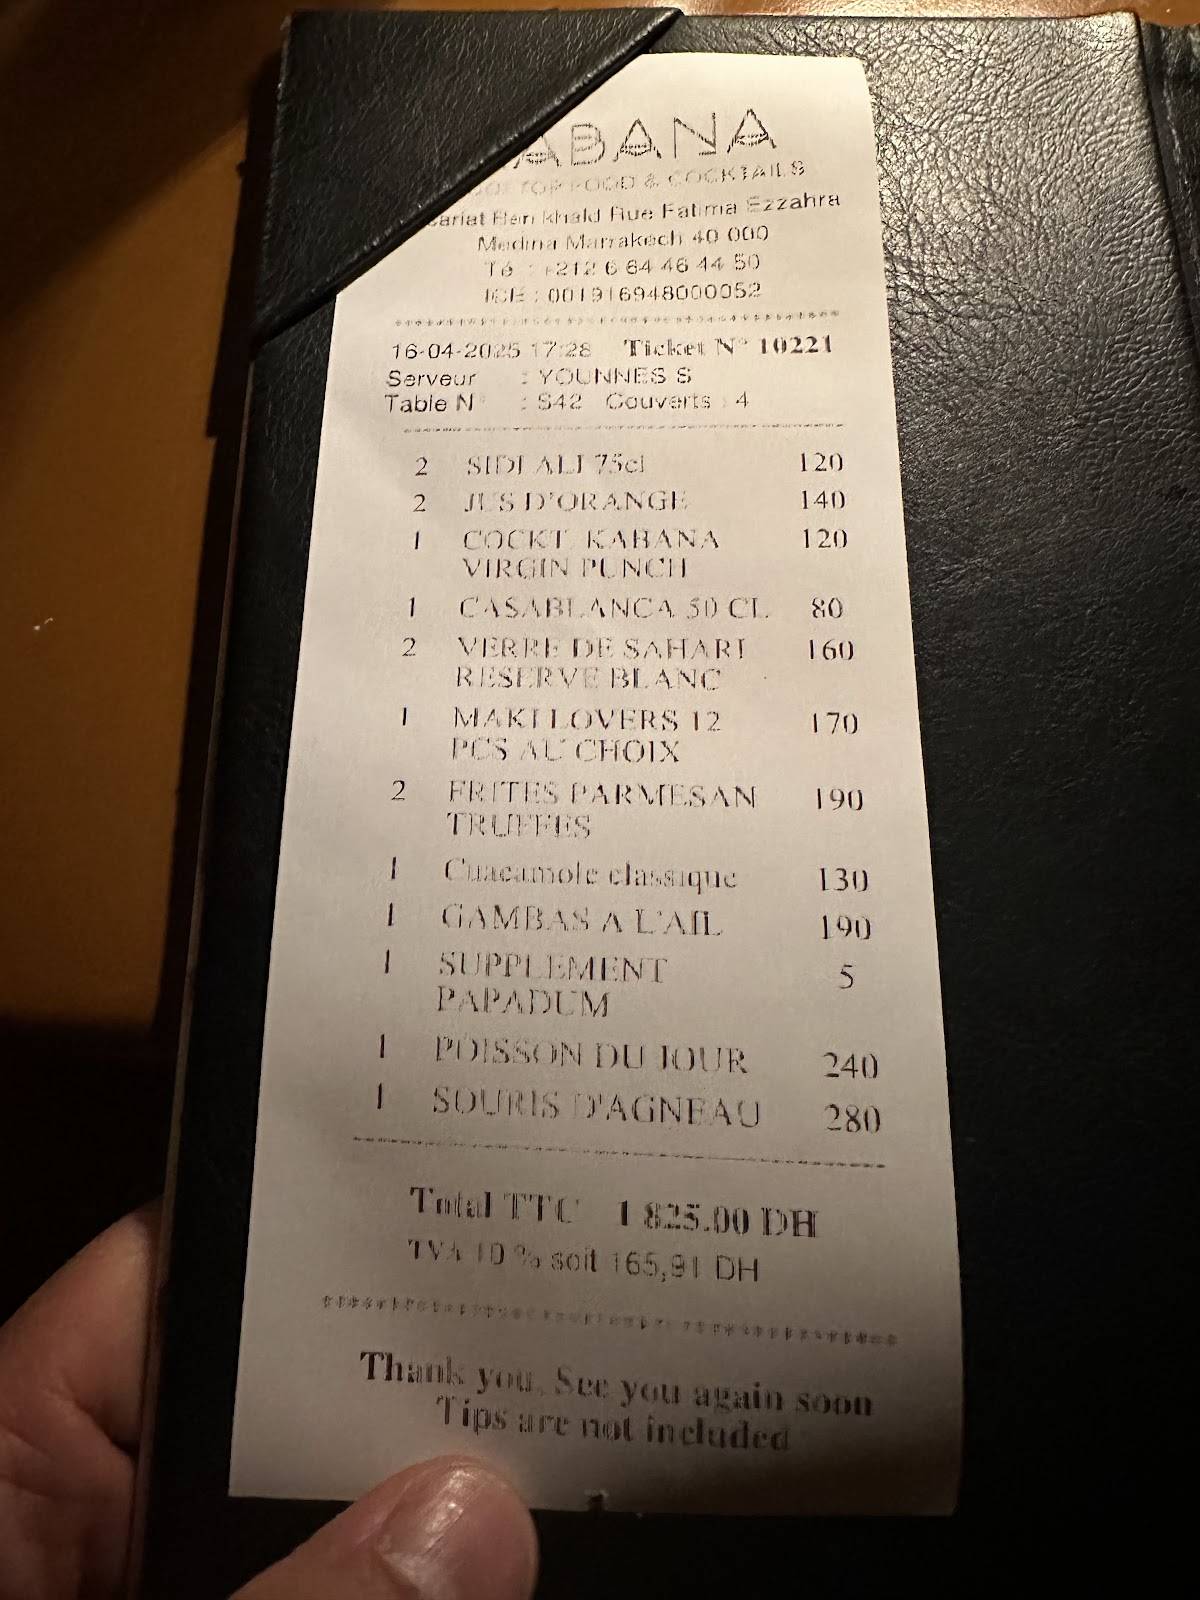 ABANA
FOOD & COCKTAILS
Ben khald Rue Fatima Ezzahra
Medina Marrakech 40 000
Té : +212 6 64 46 44 50
ICE : 001916948000052
16-04-2025 17:28 Ticket N° 10221
Serveur : YOUNNES S
Table N° : S42 Couverts : 4
2 SIDI ALI 75cl 120
2 JUS D'ORANGE 140
1 COCKT. KABANA 120
VIRGIN PUNCH
1 CASABLANCA 50 CL 80
2 VERRE DE SAHARI 160
RESERVE BLANC
1 MAKI LOVERS 12 170
PCS AU CHOIX
2 FRITES PARMESAN 190
TRUFFES
1 Guacamole classique 130
1 GAMBAS A L'AIL 190
1 SUPPLEMENT 5
PAPADUM
1 POISSON DU JOUR 240
1 SOURIS D'AGNEAU 280
Total TTC 1 825.00 DH
TVA 10 % soit 165,91 DH
Thank you, See you again soon
Tips are not included